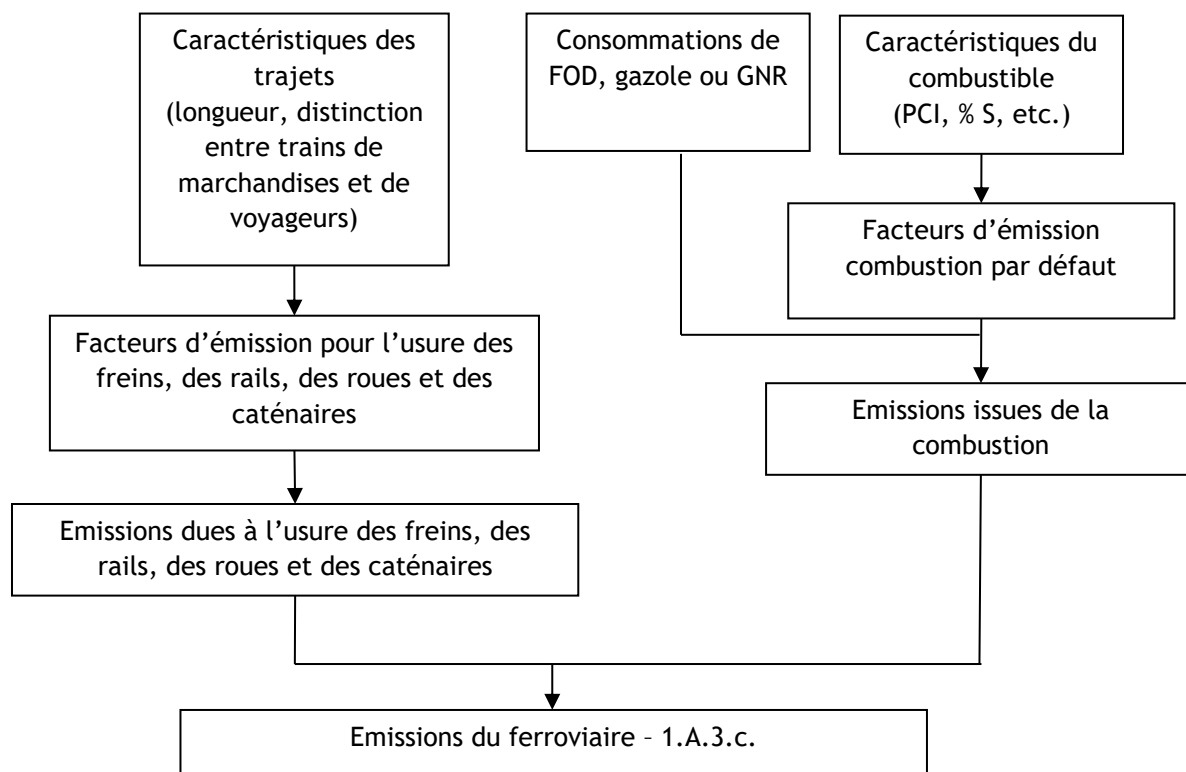 Caractéristiques des
trajets
(longueur, distinction
entre trains de
marchandises et de
voyageurs)
Consommations de
FOD, gazole ou GNR
Caractéristiques du
combustible
(PCI, % S, etc.)
Facteurs d’émission
combustion par défaut
Facteurs d’émission pour l’usure des
freins, des rails, des roues et des
caténaires
Emissions issues de la
combustion
Emissions dues à l’usure des freins, des
rails, des roues et des caténaires
Emissions du ferroviaire – 1.A.3.c.